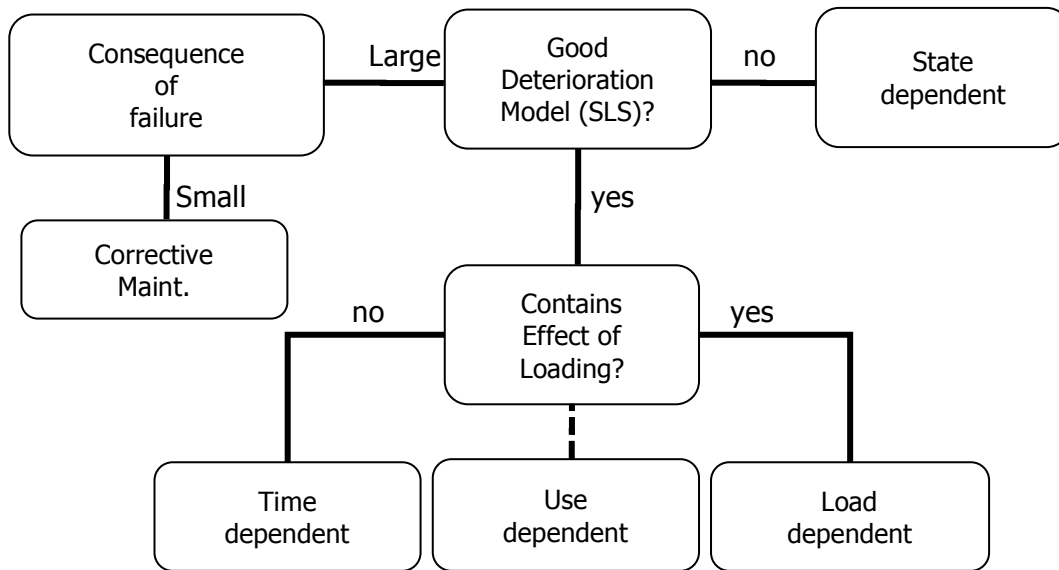 Consequence
of
failure
Large
Good
Deterioration
Model (SLS)?
no
State
dependent
Small
yes
Corrective
Maint.
no
Contains
Effect of
Loading?
yes
Time
dependent
Use
dependent
Load
dependent